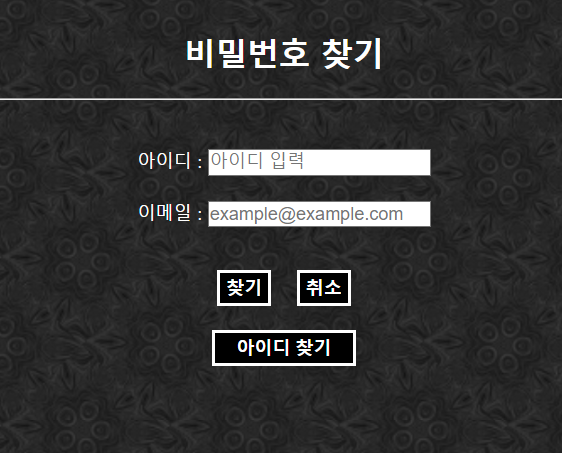 비밀번호 찾기
아이디 : 아이디 입력
이메일 : example@example.com
찾기 취소
아이디 찾기